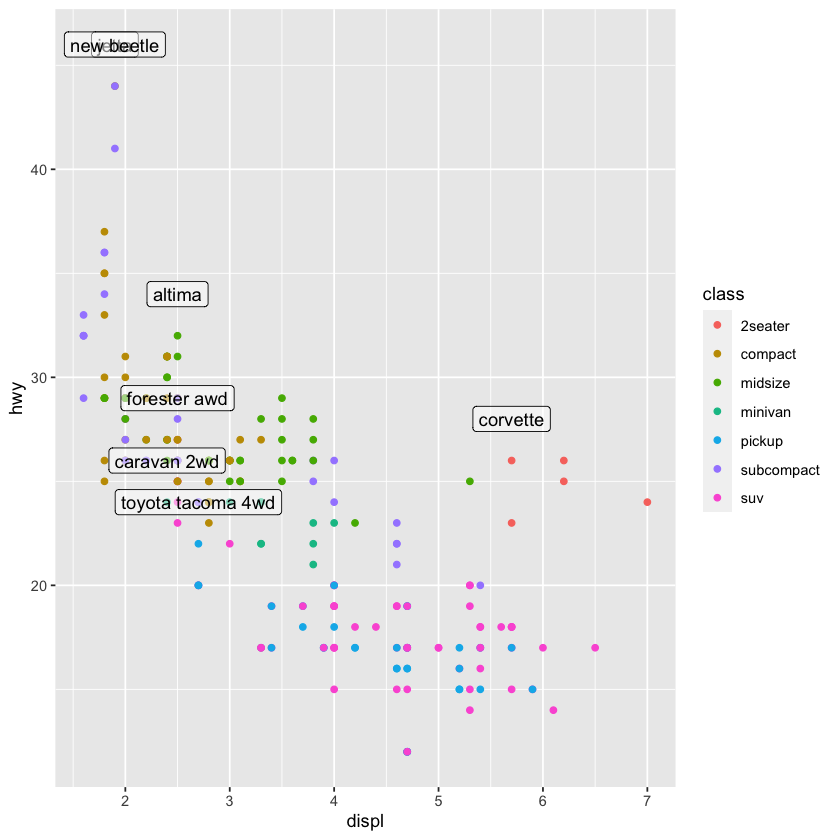 new beetle
jetta
40
altima
30
forester awd
corvette
caravan 2wd
toyota tacoma 4wd
20
hwy
2
3
4
5
6
7
displ
class
2seater
compact
midsize
minivan
pickup
subcompact
suv